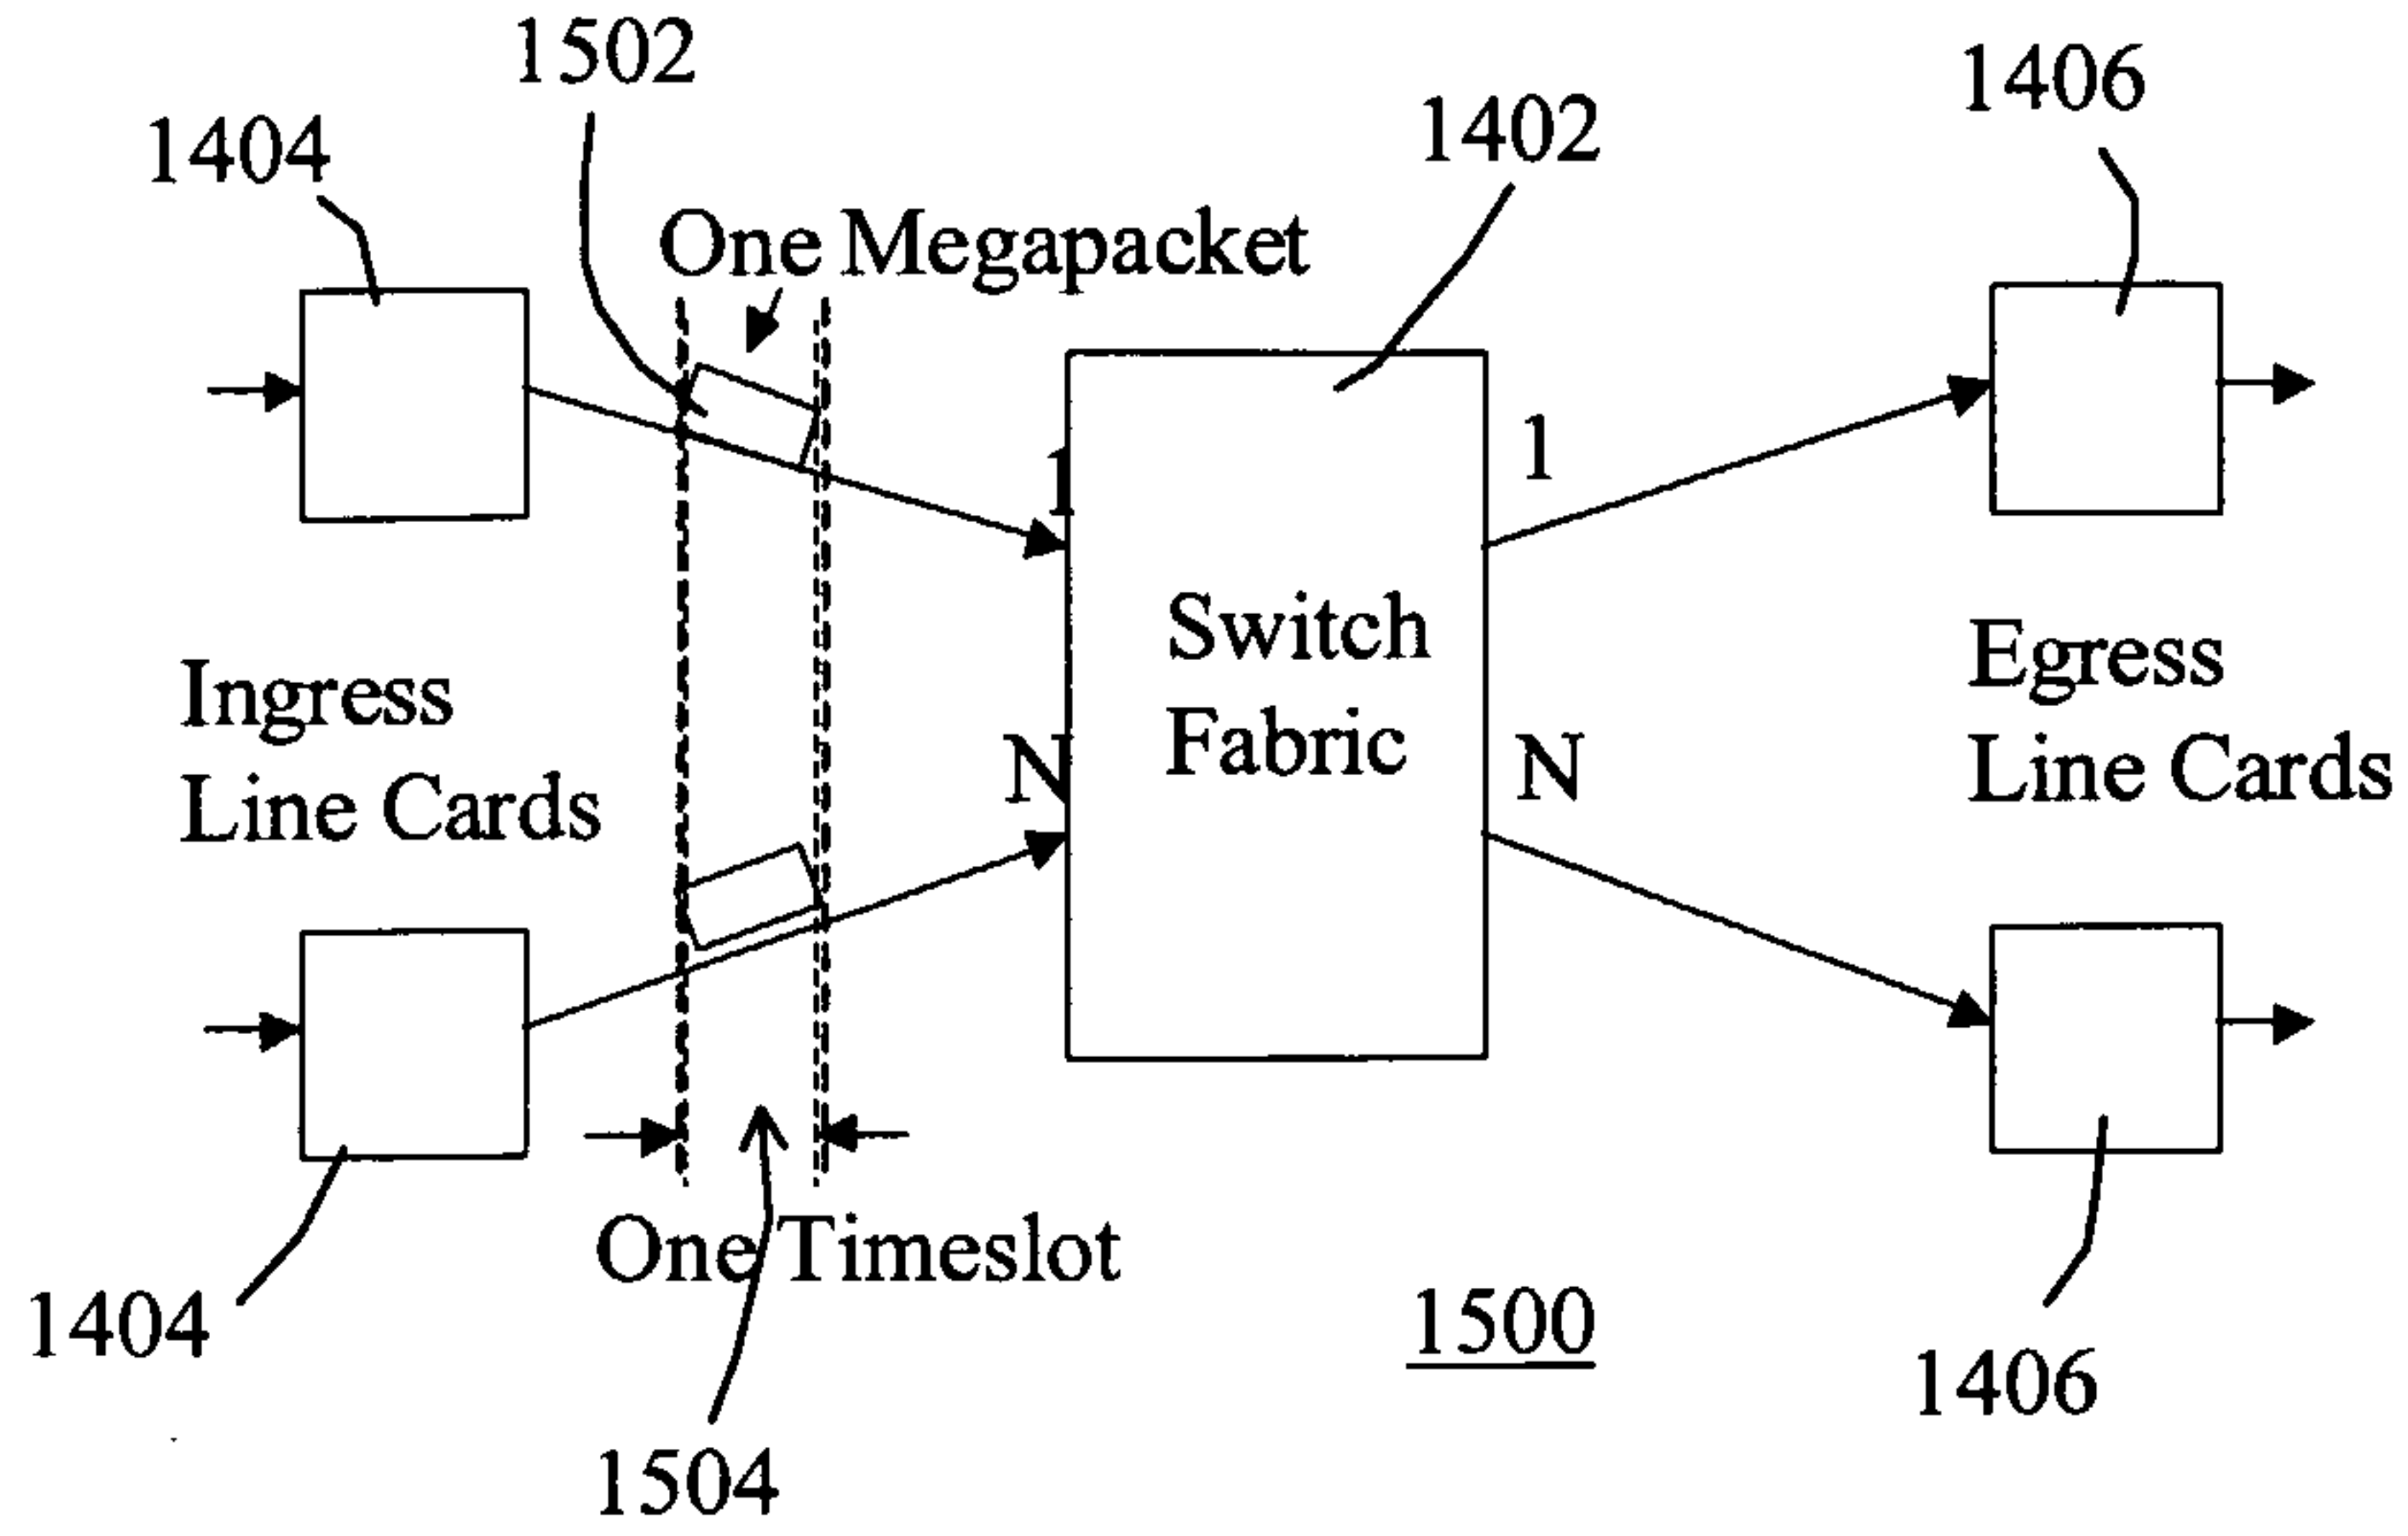 1502
1406
1402
1404
One Megapacket
1
1
Switch
Fabric
Ingress
Line Cards
Egress
Line Cards
N
N
One Timeslot
1500
1404
1406
1504